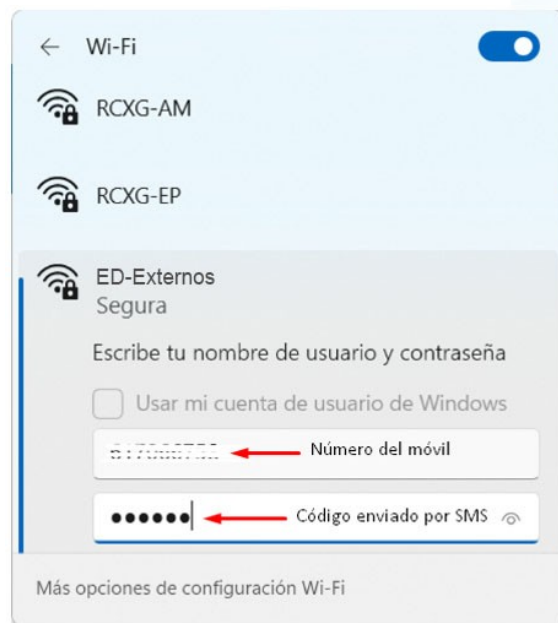 Wi-Fi
RCXG-AM
RCXG-EP
ED-Externos
Segura
Escribe tu nombre de usuario y contraseña
Usar mi cuenta de usuario de Windows
Número del móvil
●●●●●● Código enviado por SMS
Más opciones de configuración Wi-Fi